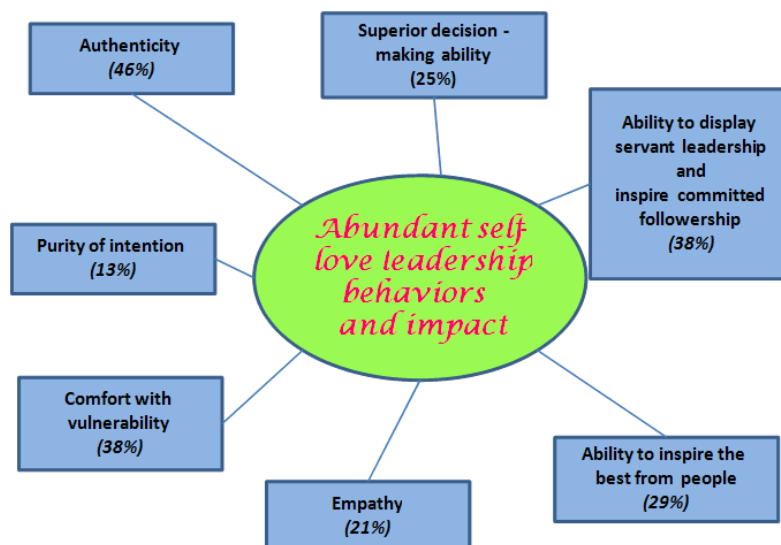 Authenticity
(46%)
Superior decision -
making ability
(25%)
Ability to display
servant leadership
and
inspire committed
followership
(38%)
Abundant self-
love leadership
behaviors
and impact
Purity of intention
(13%)
Comfort with
vulnerability
(38%)
Empathy
(21%)
Ability to inspire the
best from people
(29%)